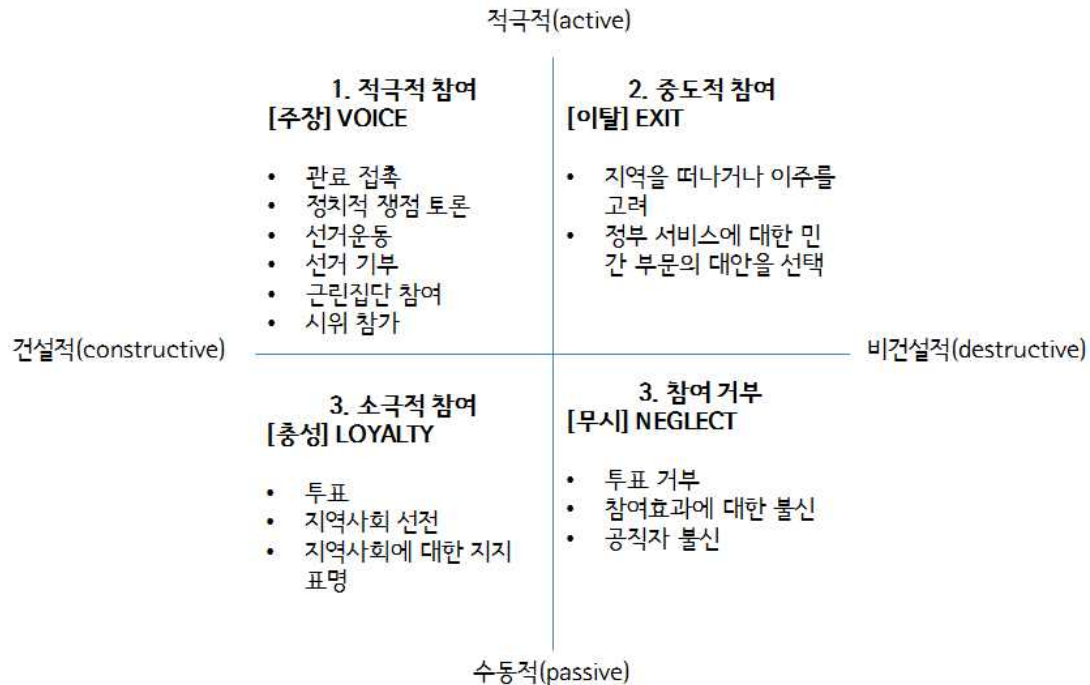 적극적(active)
1. 적극적 참여
[주장] VOICE
• 관료 접촉
• 정치적 쟁점 토론
• 선거운동
• 선거 기부
• 근린집단 참여
• 시위 참가
2. 중도적 참여
[이탈] EXIT
• 지역을 떠나거나 이주를
고려
• 정부 서비스에 대한 민
간 부문의 대안을 선택
건설적(constructive)
비건설적(destructive)
3. 소극적 참여
[충성] LOYALTY
• 투표
• 지역사회 선전
• 지역사회에 대한 지지
표명
3. 참여 거부
[무시] NEGLECT
• 투표 거부
• 참여효과에 대한 불신
• 공직자 불신
수동적(passive)